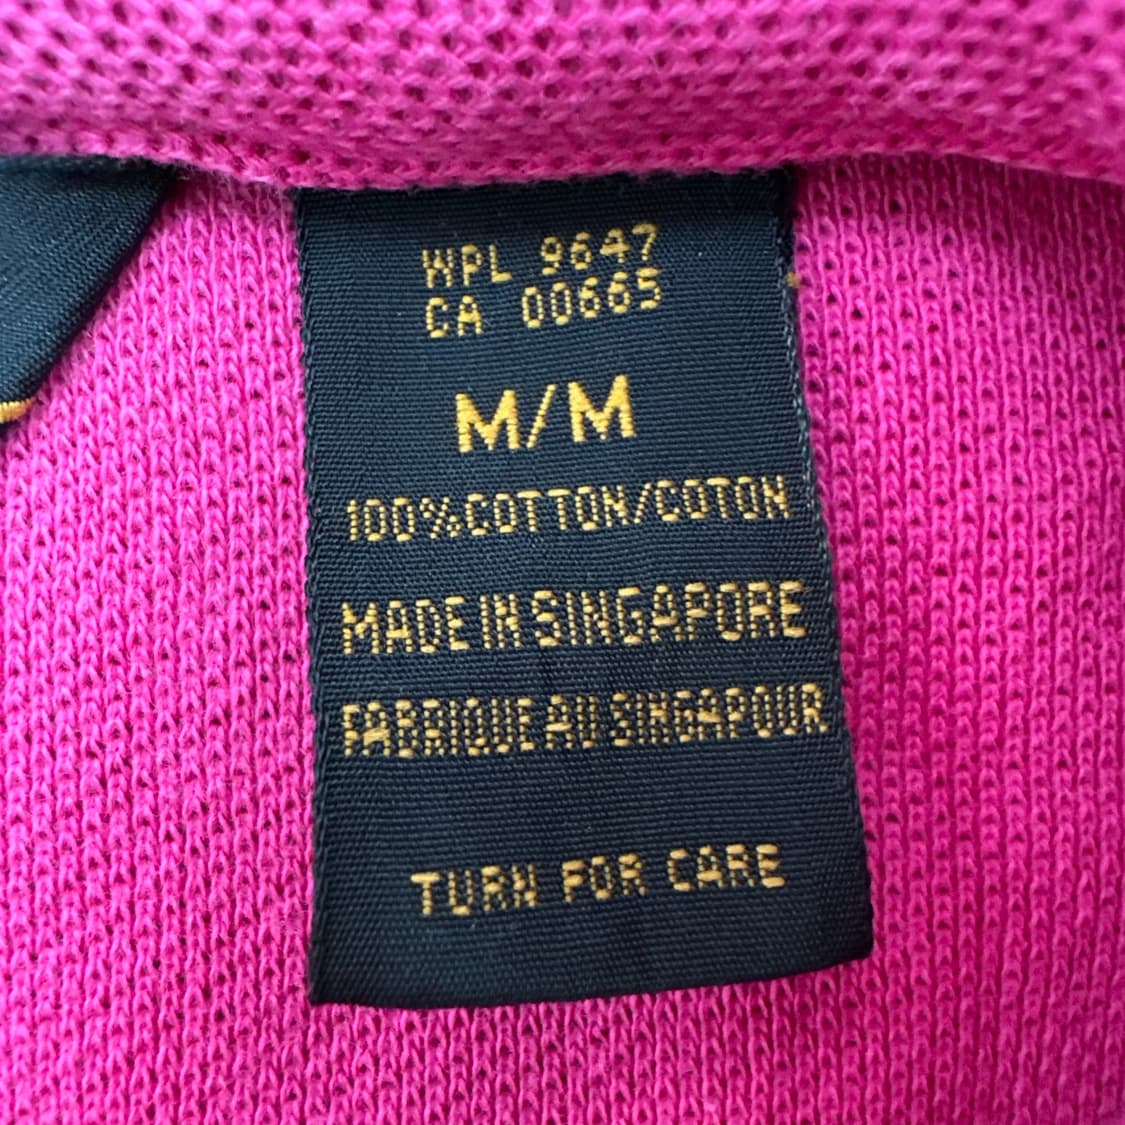 WPL 9647
CA 00665
M/M
100%COTTON/COTON
MADE IN SINGAPORE
FABRIQUE AU SINGAPOUR
TURN FOR CARE